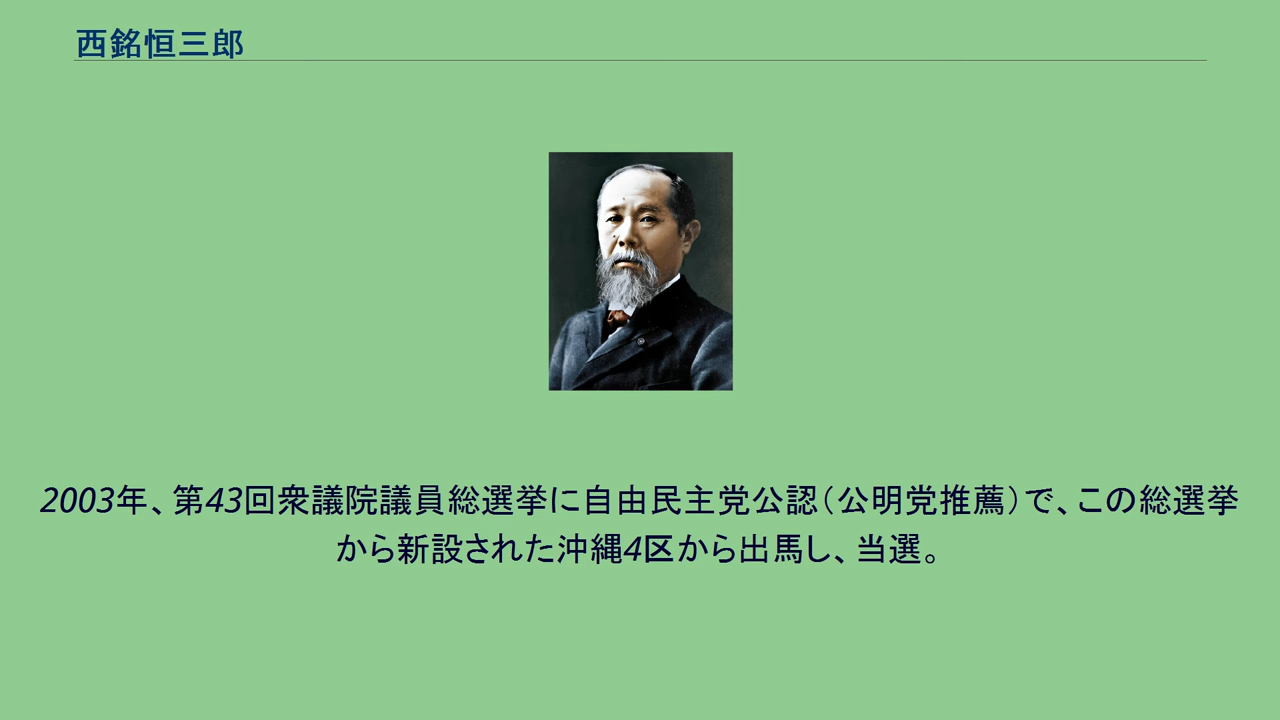 西銘恒三郎
2003年、第43回衆議院議員総選挙に自由民主党公認（公明党推薦）で、この総選挙
から新設された沖縄4区から出馬し、当選。